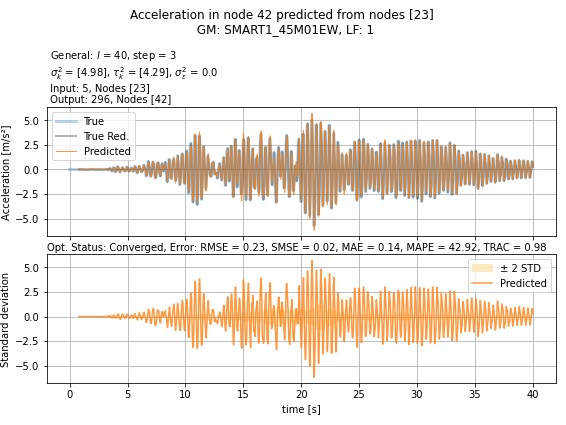 Acceleration in node 42 predicted from nodes [23]
GM: SMART1_45M01EW, LF: 1
General: l = 40, step = 3
σ²ₖ = [4.98], τ²ₖ = [4.29], σ²ε = 0.0
Input: 5, Nodes [23]
Output: 296, Nodes [42]
Acceleration [m/s²]
5.0
2.5
0.0
−2.5
−5.0
True
True Red.
Predicted
Opt. Status: Converged, Error: RMSE = 0.23, SMSE = 0.02, MAE = 0.14, MAPE = 42.92, TRAC = 0.98
Standard deviation
5.0
2.5
0.0
−2.5
−5.0
± 2 STD
Predicted
0 5 10 15 20 25 30 35 40
time [s]